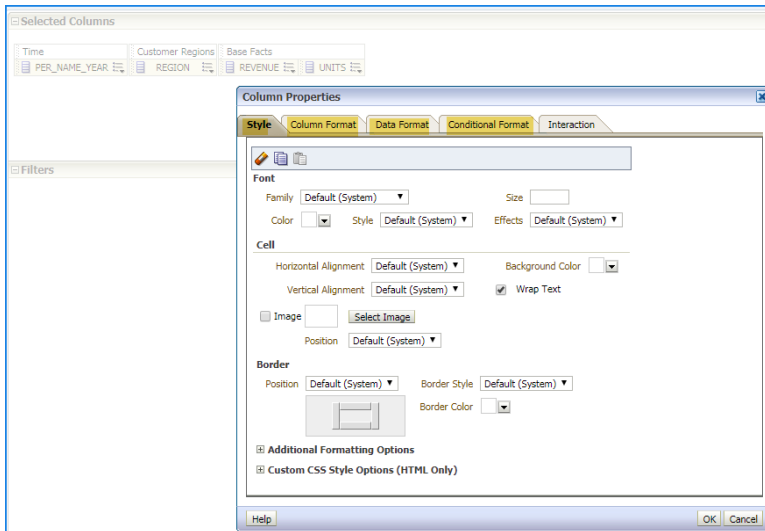 Selected Columns
Time Customer Regions Base Facts
PER_NAME_YEAR REGION REVENUE UNITS
Column Properties
Style Column Format Data Format Conditional Format Interaction
Filters
Font
Family Default (System) Size
Color Style Default (System) Effects Default (System)
Cell
Horizontal Alignment Default (System) Background Color
Vertical Alignment Default (System) Wrap Text
Image Select Image
Position Default (System)
Border
Position Default (System) Border Style Default (System)
Border Color
Additional Formatting Options
Custom CSS Style Options (HTML Only)
Help OK Cancel